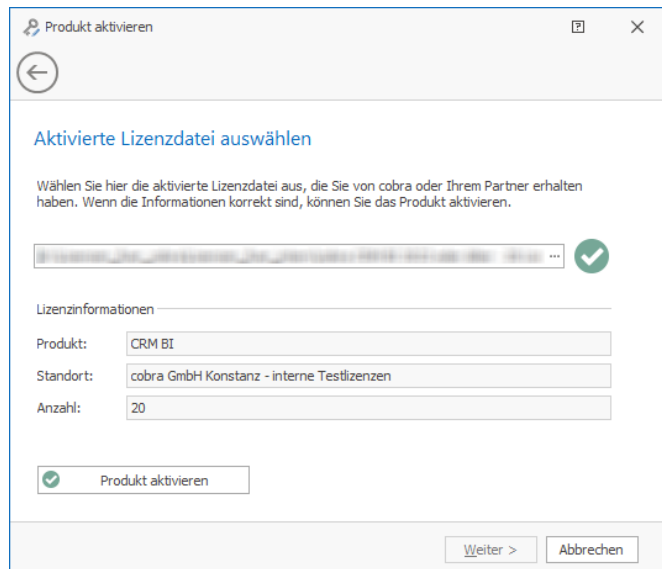 Produkt aktivieren
Aktivierte Lizenzdatei auswählen
Wählen Sie hier die aktivierte Lizenzdatei aus, die Sie von cobra oder Ihrem Partner erhalten
haben. Wenn die Informationen korrekt sind, können Sie das Produkt aktivieren.
...
Lizenzinformationen
Produkt: CRM BI
Standort: cobra GmbH Konstanz - interne Testlizenzen
Anzahl: 20
Produkt aktivieren
Weiter > Abbrechen